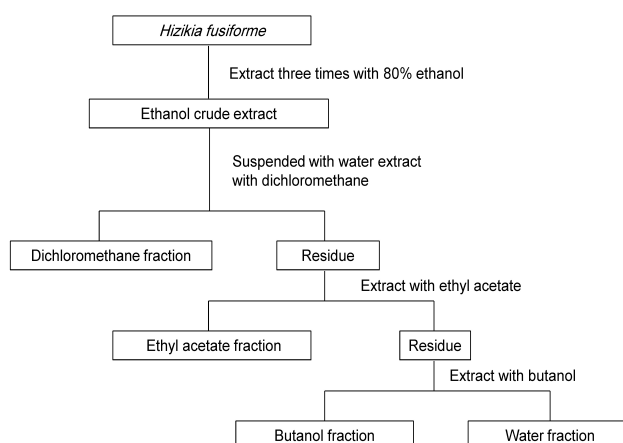 Hizikia fusiforme
Extract three times with 80% ethanol
Ethanol crude extract
Suspended with water extract
with dichloromethane
Dichloromethane fraction
Residue
Extract with ethyl acetate
Ethyl acetate fraction
Residue
Extract with butanol
Butanol fraction
Water fraction